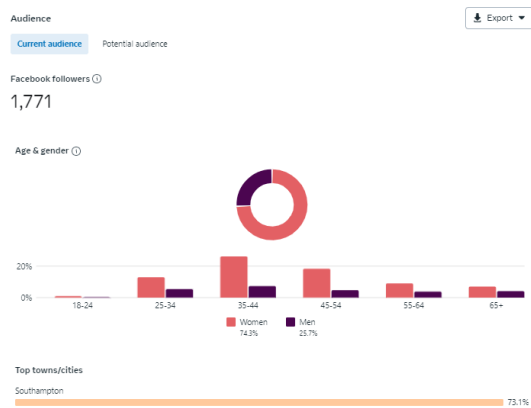 Audience
Export
Current audience Potential audience
Facebook followers
1,771
Age & gender
20%
0%
18-24 25-34 35-44 45-54 55-64 65+
Women Men
74.3% 25.7%
Top towns/cities
Southampton
73.1%